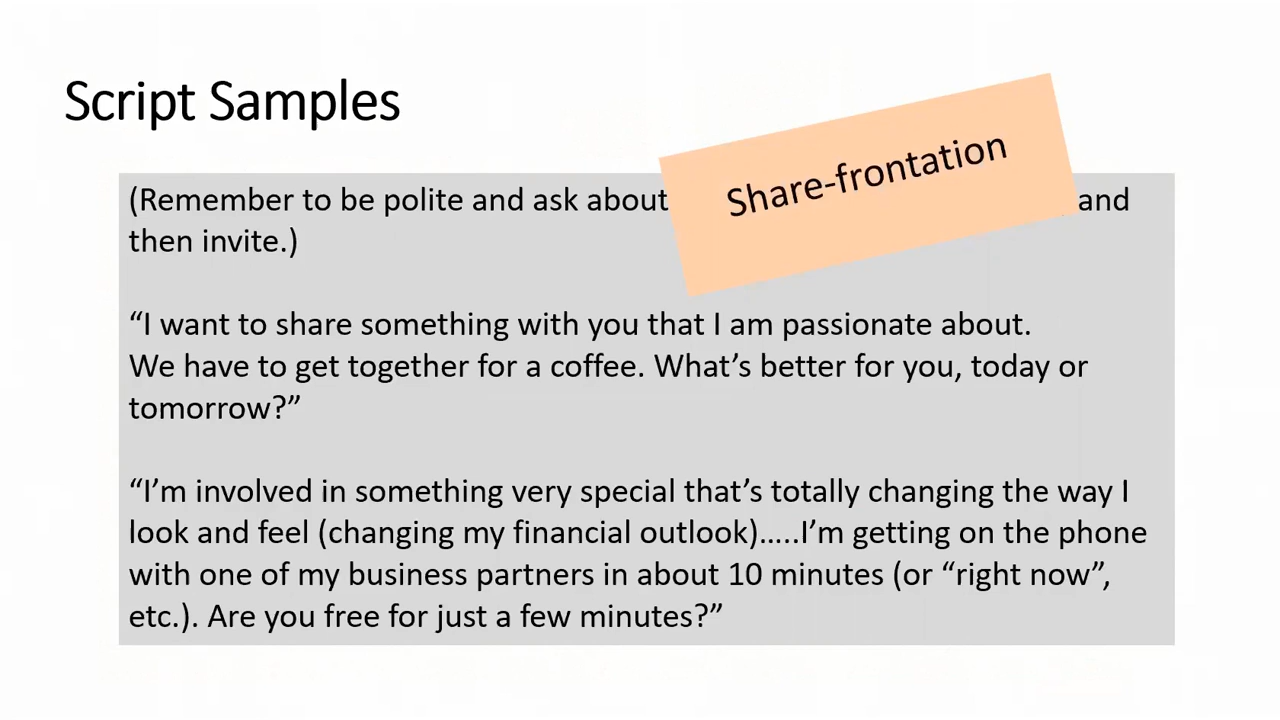 Script Samples
Share-frontation
(Remember to be polite and ask about and
then invite.)
“I want to share something with you that I am passionate about.
We have to get together for a coffee. What’s better for you, today or
tomorrow?”
“I’m involved in something very special that’s totally changing the way I
look and feel (changing my financial outlook)…..I’m getting on the phone
with one of my business partners in about 10 minutes (or “right now”,
etc.). Are you free for just a few minutes?”